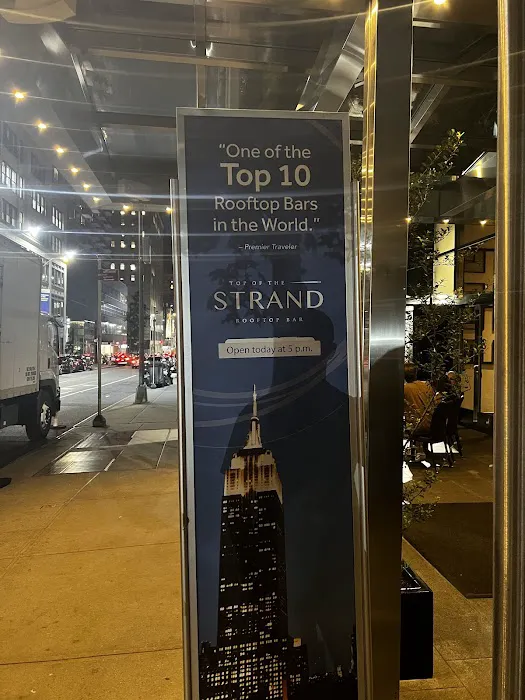 "One of the
Top 10
Rooftop Bars
in the World."
– Premier Traveler
TOP OF THE
STRAND
ROOFTOP BAR
Open today at 5 p.m.